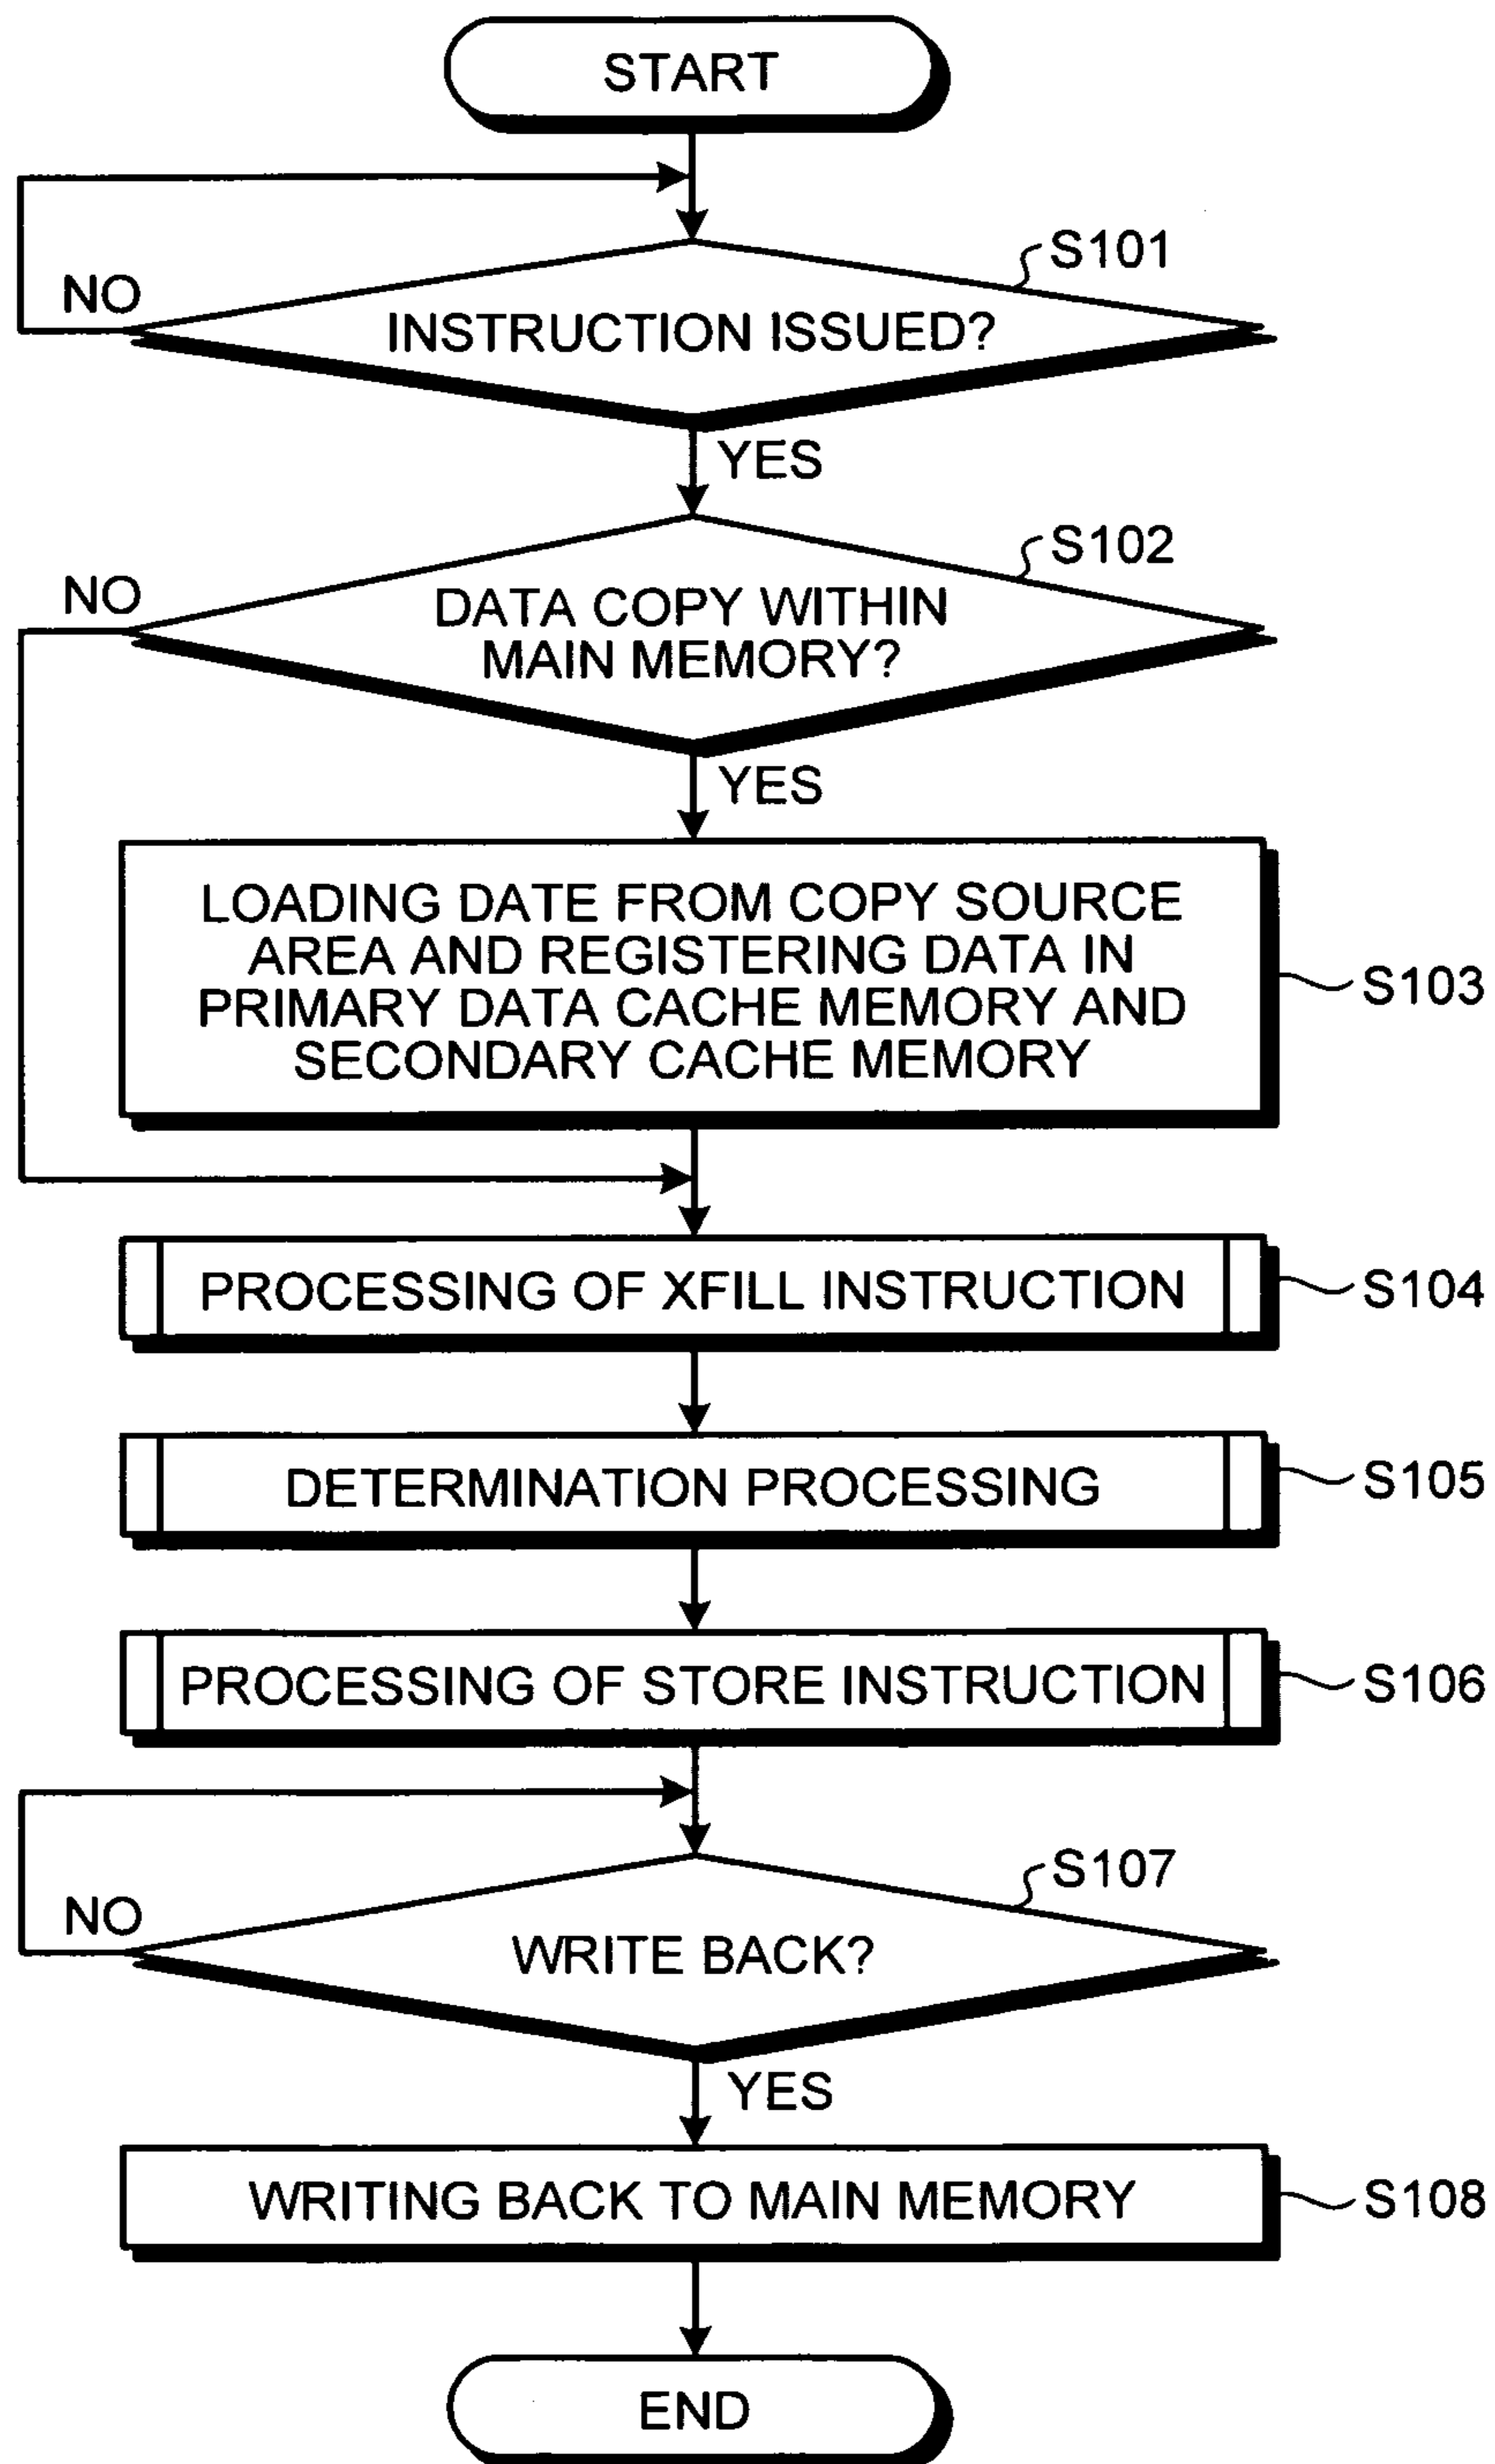 START
S101
NO
INSTRUCTION ISSUED?
YES
S102
NO
DATA COPY WITHIN
MAIN MEMORY?
YES
LOADING DATE FROM COPY SOURCE
AREA AND REGISTERING DATA IN
PRIMARY DATA CACHE MEMORY AND
SECONDARY CACHE MEMORY
S103
PROCESSING OF XFILL INSTRUCTION
S104
DETERMINATION PROCESSING
S105
PROCESSING OF STORE INSTRUCTION
S106
S107
NO
WRITE BACK?
YES
WRITING BACK TO MAIN MEMORY
S108
END